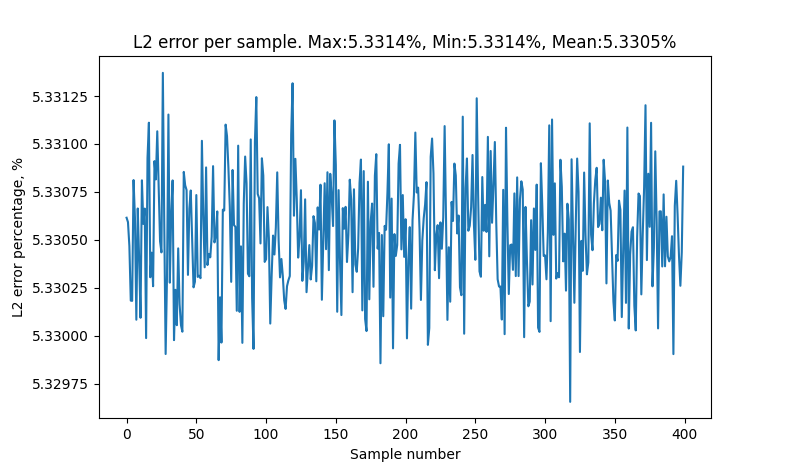 L2 error per sample. Max:5.3314%, Min:5.3314%, Mean:5.3305%
L2 error percentage, %
5.33125
5.33100
5.33075
5.33050
5.33025
5.33000
5.32975
0 50 100 150 200 250 300 350 400
Sample number